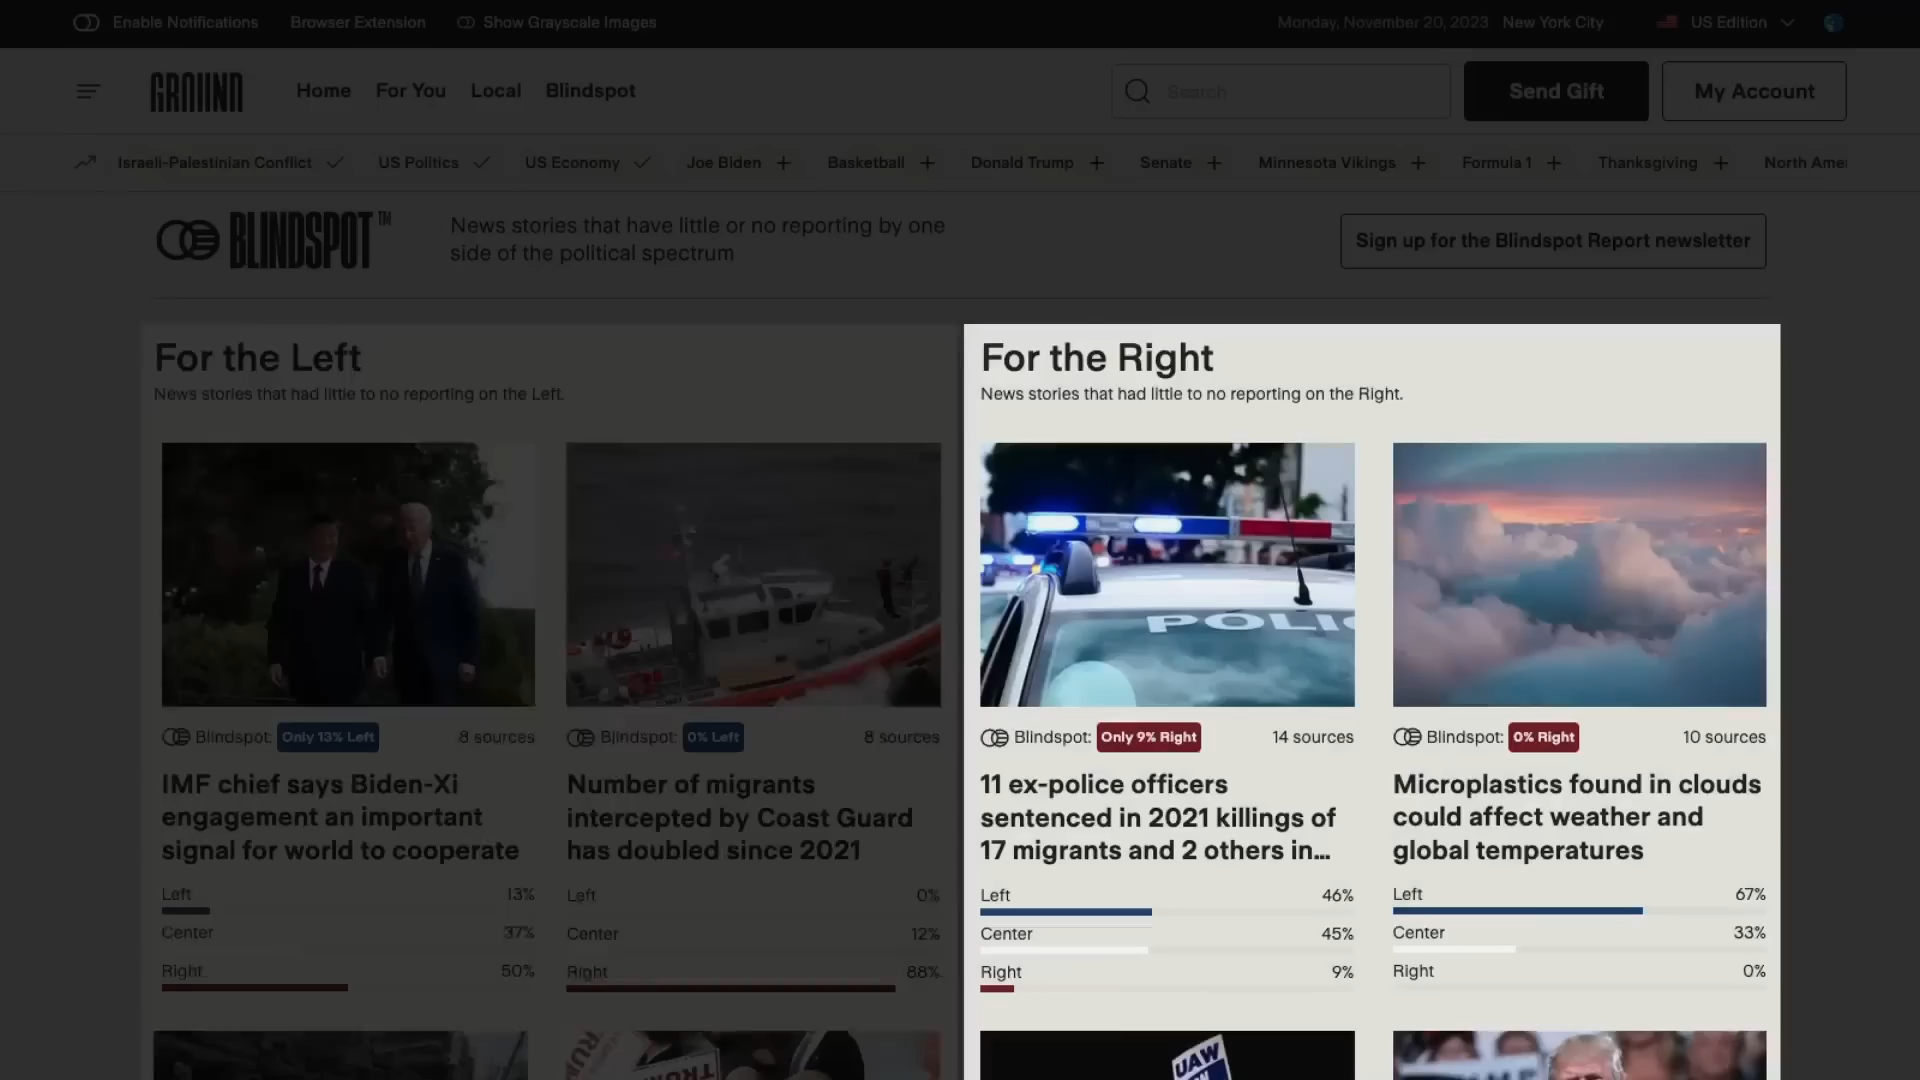 Enable Notifications Browser Extension Show Grayscale Images Monday, November 20, 2023 New York City US Edition
GROUND Home For You Local Blindspot Search Send Gift My Account
Israeli-Palestinian Conflict US Politics US Economy Joe Biden Basketball Donald Trump Senate Minnesota Vikings Formula 1 Thanksgiving North Amer
BLINDSPOT™
News stories that have little or no reporting by one
side of the political spectrum
Sign up for the Blindspot Report newsletter
For the Left
News stories that had little to no reporting on the Left.
Blindspot: Only 13% Left 8 sources
IMF chief says Biden-Xi
engagement an important
signal for world to cooperate
Left 13%
Center 37%
Right 50%
Blindspot: 0% Left 8 sources
Number of migrants
intercepted by Coast Guard
has doubled since 2021
Left 0%
Center 12%
Right 88%
TRUMP
For the Right
News stories that had little to no reporting on the Right.
POLIC
Blindspot: Only 9% Right 14 sources
11 ex-police officers
sentenced in 2021 killings of
17 migrants and 2 others in...
Left 46%
Center 45%
Right 9%
Blindspot: 0% Right 10 sources
Microplastics found in clouds
could affect weather and
global temperatures
Left 67%
Center 33%
Right 0%
UAW